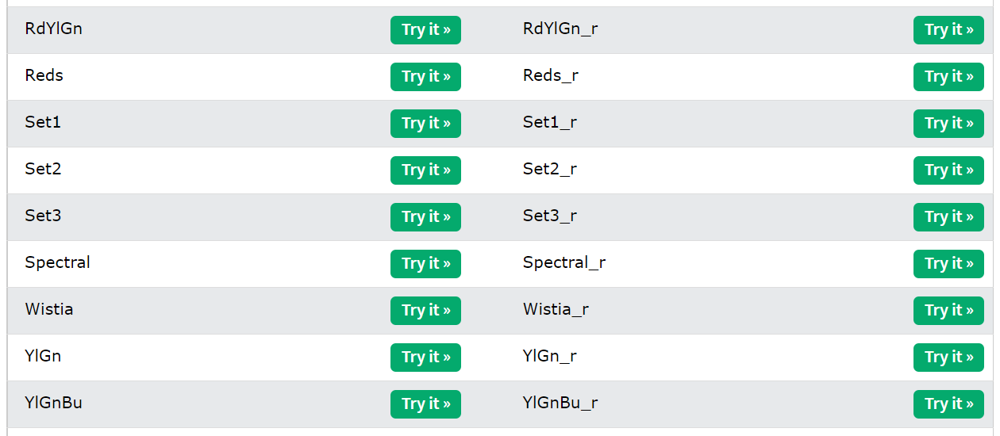 RdYlGn Try it » RdYlGn_r Try it »
Reds Try it » Reds_r Try it »
Set1 Try it » Set1_r Try it »
Set2 Try it » Set2_r Try it »
Set3 Try it » Set3_r Try it »
Spectral Try it » Spectral_r Try it »
Wistia Try it » Wistia_r Try it »
YlGn Try it » YlGn_r Try it »
YlGnBu Try it » YlGnBu_r Try it »